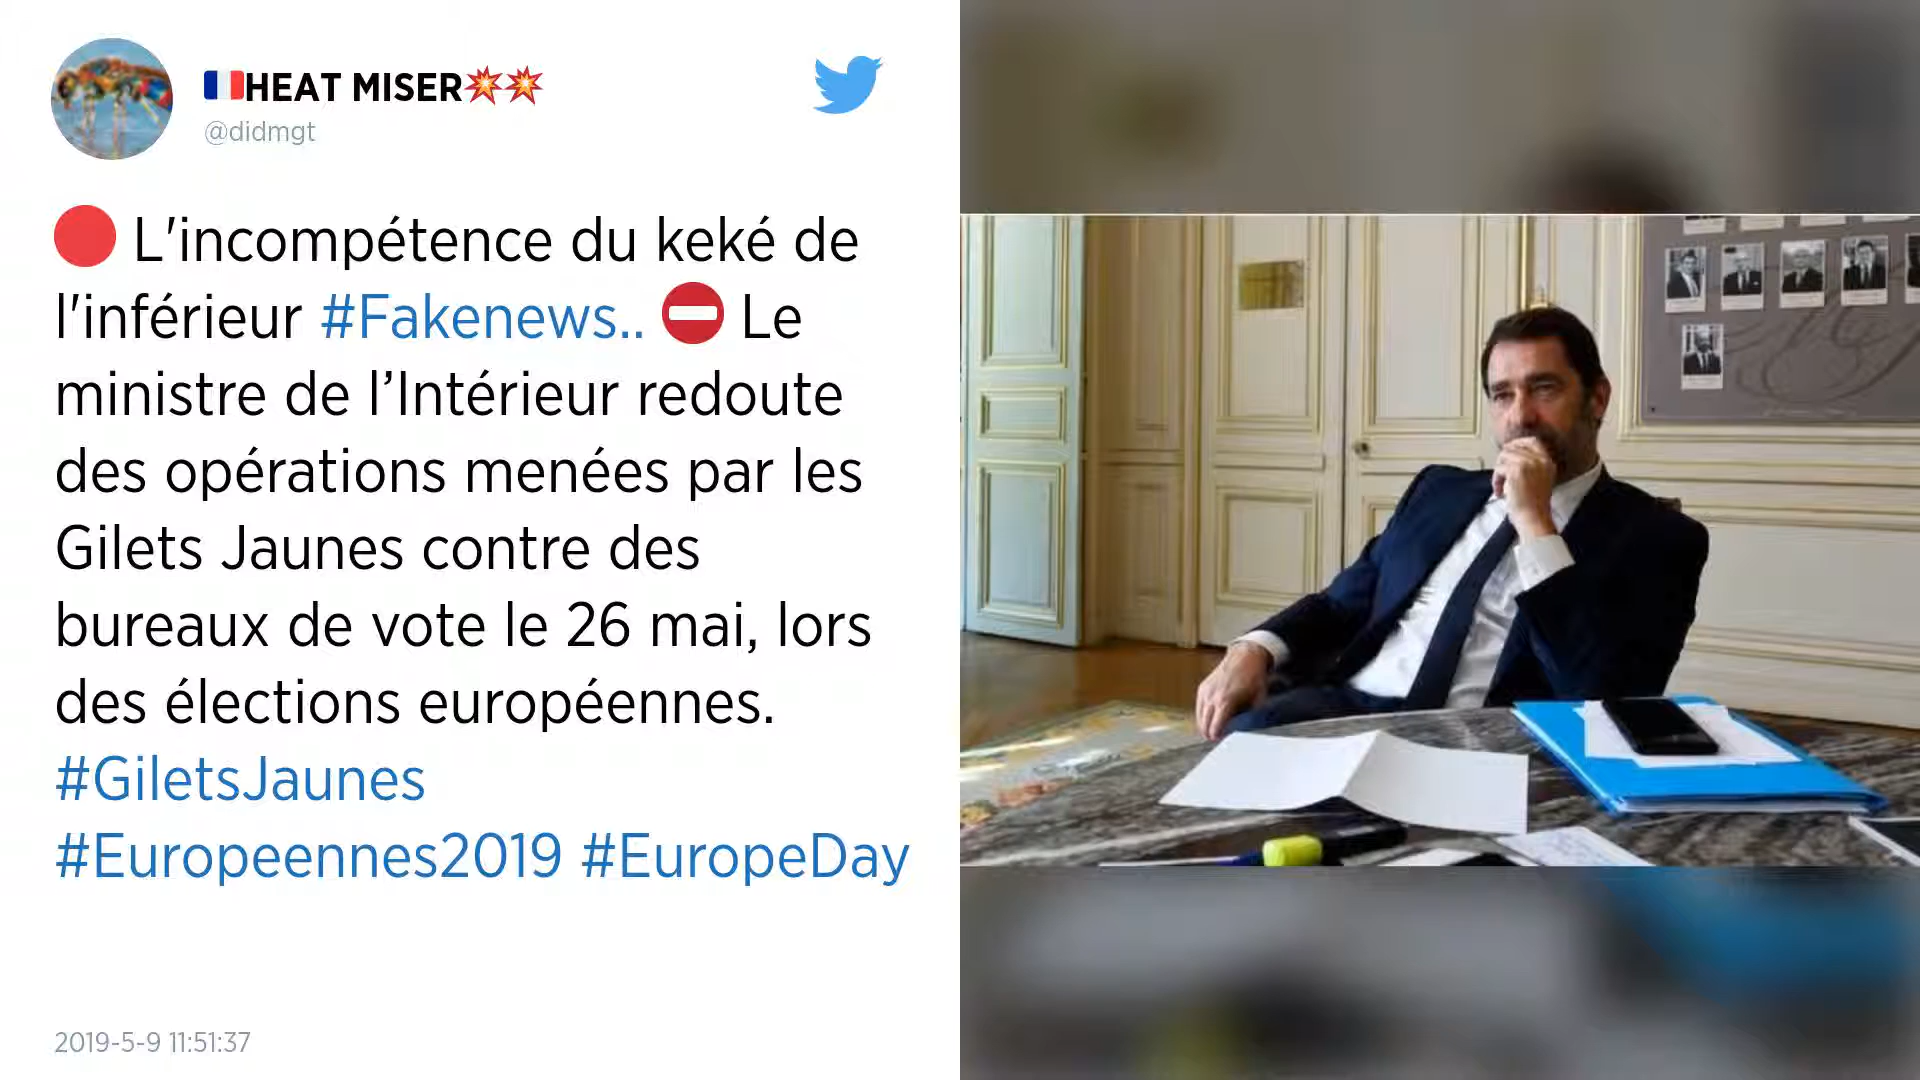 🇫🇷HEAT MISER💥💥
@didmgt
🔴 L'incompétence du keké de
l'inférieur #Fakenews.. ⛔ Le
ministre de l’Intérieur redoute
des opérations menées par les
Gilets Jaunes contre des
bureaux de vote le 26 mai, lors
des élections européennes.
#GiletsJaunes
#Europeennes2019 #EuropeDay
2019-5-9 11:51:37